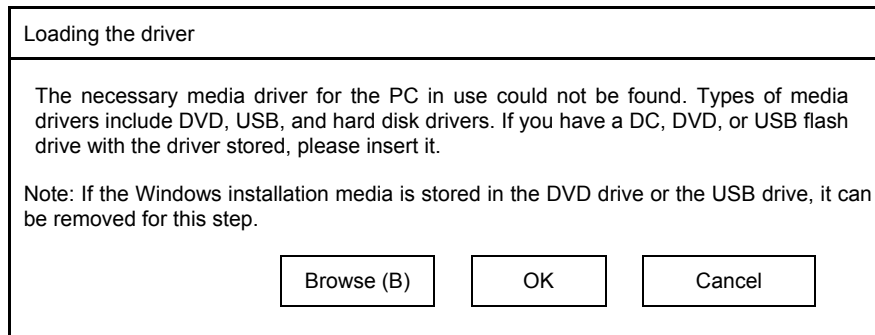 Loading the driver
The necessary media driver for the PC in use could not be found. Types of media
drivers include DVD, USB, and hard disk drivers. If you have a DC, DVD, or USB flash
drive with the driver stored, please insert it.
Note: If the Windows installation media is stored in the DVD drive or the USB drive, it can
be removed for this step.
Browse (B) OK Cancel